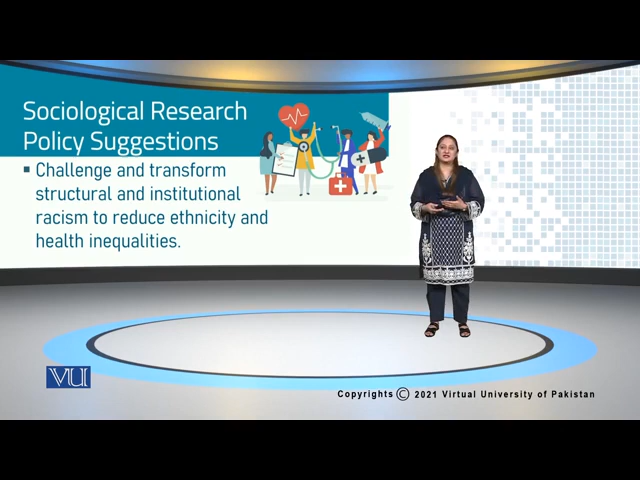 Sociological Research
Policy Suggestions
▪ Challenge and transform
structural and institutional
racism to reduce ethnicity and
health inequalities.
VU
Copyrights © 2021 Virtual University of Pakistan